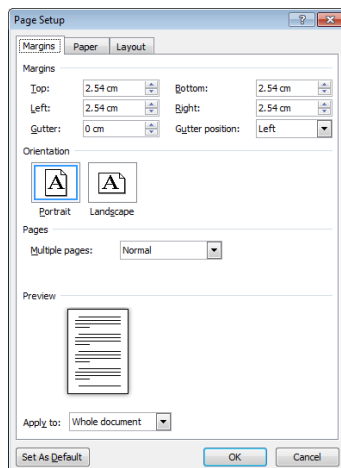 Page Setup
Margins Paper Layout
Margins
Top: 2.54 cm Bottom: 2.54 cm
Left: 2.54 cm Right: 2.54 cm
Gutter: 0 cm Gutter position: Left
Orientation
A A
Portrait Landscape
Pages
Multiple pages: Normal
Preview
Apply to: Whole document
Set As Default OK Cancel